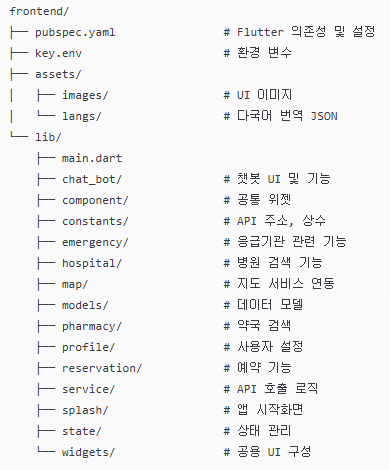 frontend/
├── pubspec.yaml                # Flutter 의존성 및 설정
├── key.env                     # 환경 변수
├── assets/
│   ├── images/                 # UI 이미지
│   └── langs/                  # 다국어 번역 JSON
└── lib/
    ├── main.dart
    ├── chat_bot/               # 챗봇 UI 및 기능
    ├── component/              # 공통 위젯
    ├── constants/              # API 주소, 상수
    ├── emergency/              # 응급기관 관련 기능
    ├── hospital/               # 병원 검색 기능
    ├── map/                    # 지도 서비스 연동
    ├── models/                 # 데이터 모델
    ├── pharmacy/               # 약국 검색
    ├── profile/                # 사용자 설정
    ├── reservation/            # 예약 기능
    ├── service/                # API 호출 로직
    ├── splash/                 # 앱 시작화면
    ├── state/                  # 상태 관리
    └── widgets/                # 공용 UI 구성